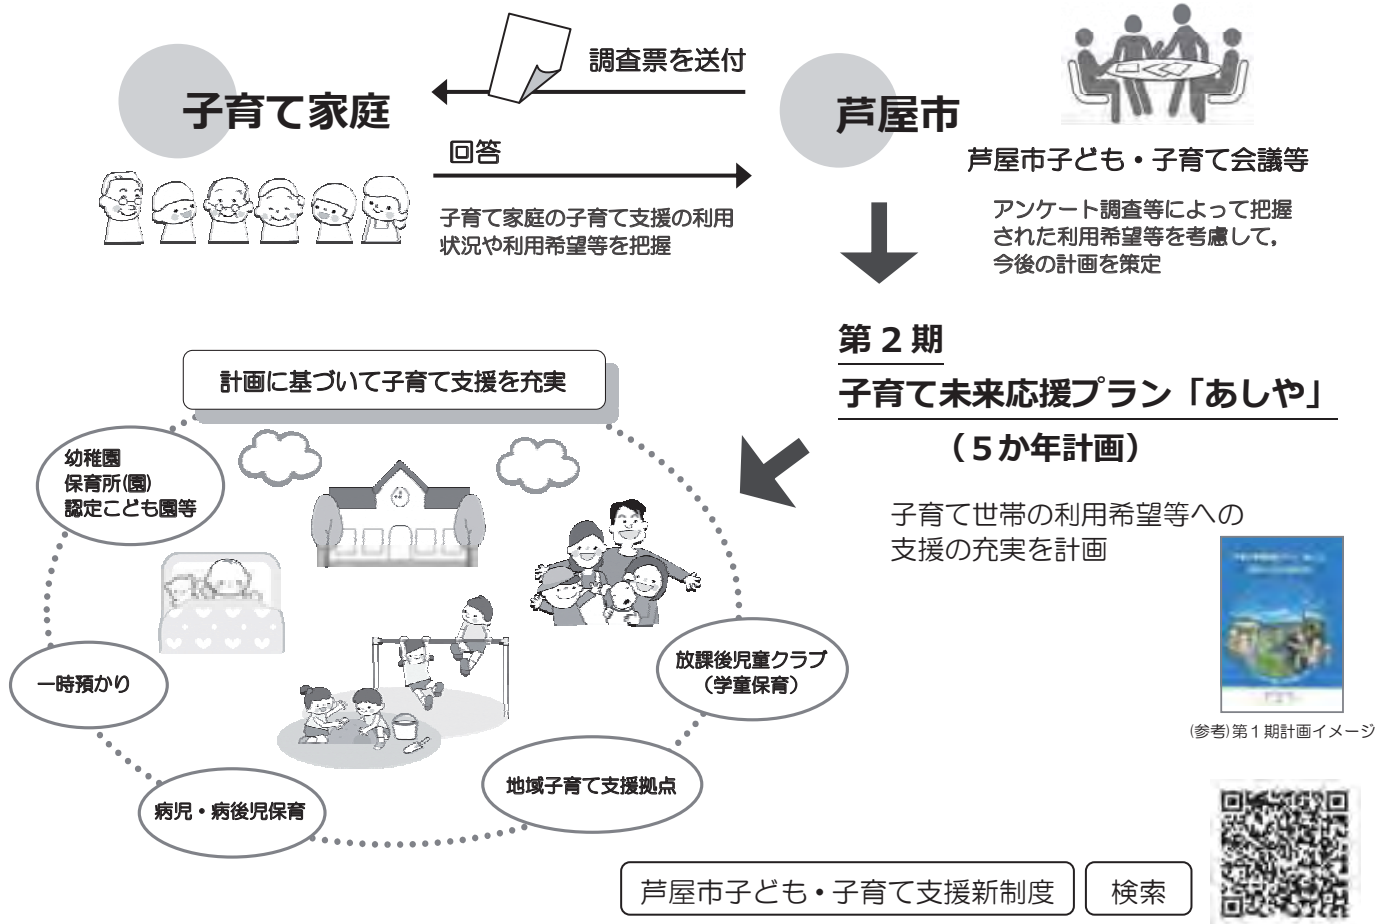 調査票を送付
子育て家庭
芦屋市
回答
芦屋市子ども・子育て会議等
子育て家庭の子育て支援の利用
状況や利用希望等を把握
アンケート調査等によって把握
された利用希望等を考慮して，
今後の計画を策定
第２期
子育て未来応援プラン「あしや」
（５か年計画）
子育て世帯の利用希望等への
支援の充実を計画
(参考)第１期計画イメージ
計画に基づいて子育て支援を充実
幼稚園
保育所(園)
認定こども園等
一時預かり
病児・病後児保育
地域子育て支援拠点
放課後児童クラブ
（学童保育）
芦屋市子ども・子育て支援新制度
検索